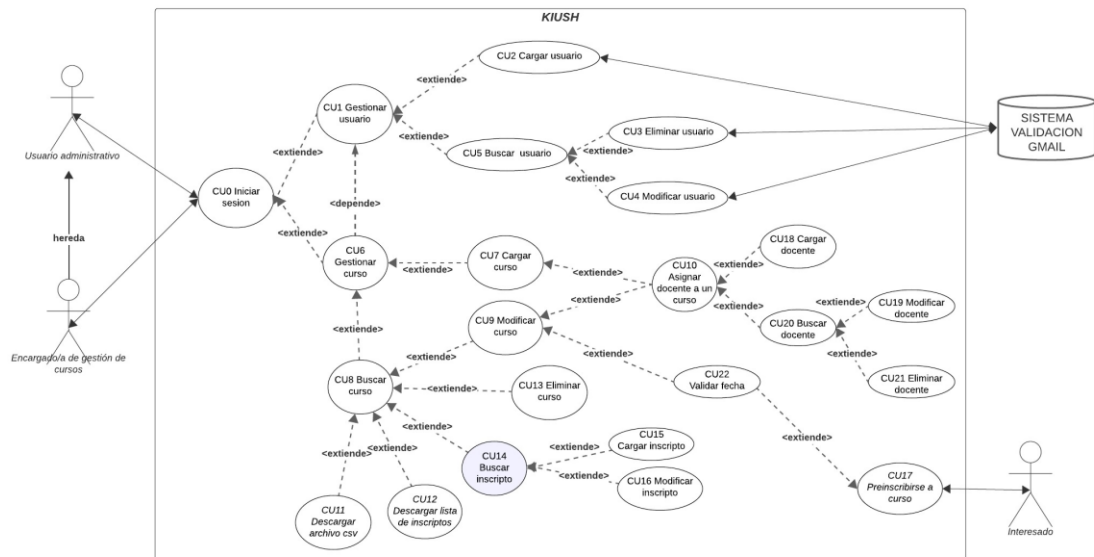 KIUSH
CU2 Cargar usuario
<extiende>
CU1 Gestionar
usuario
SISTEMA
VALIDACION
GMAIL
CU3 Eliminar usuario
<extiende>
<extiende>
CU5 Buscar usuario
Usuario administrativo
<extiende>
<extiende>
CU0 Iniciar
sesion
CU4 Modificar usuario
<depende>
hereda
<extiende>
CU6
Gestionar
curso
CU7 Cargar
curso
<extiende>
<extiende>
CU10
Asignar
docente a un
curso
CU18 Cargar
docente
<extiende>
<extiende>
CU19 Modificar
docente
<extiende>
CU20 Buscar
docente
<extiende>
CU9 Modificar
curso
<extiende>
<extiende>
Encargado/a de gestión de
cursos
<extiende>
<extiende>
CU8 Buscar
curso
<extiende>
CU13 Eliminar
curso
CU22
Validar fecha
CU21 Eliminar
docente
<extiende>
<extiende>
<extiende>
CU14
Buscar
inscripto
<extiende>
CU15
Cargar inscripto
<extiende>
CU16 Modificar
inscripto
<extiende>
CU17
Preinscribirse a
curso
CU11
Descargar
archivo csv
CU12
Descargar lista
de inscriptos
Interesado